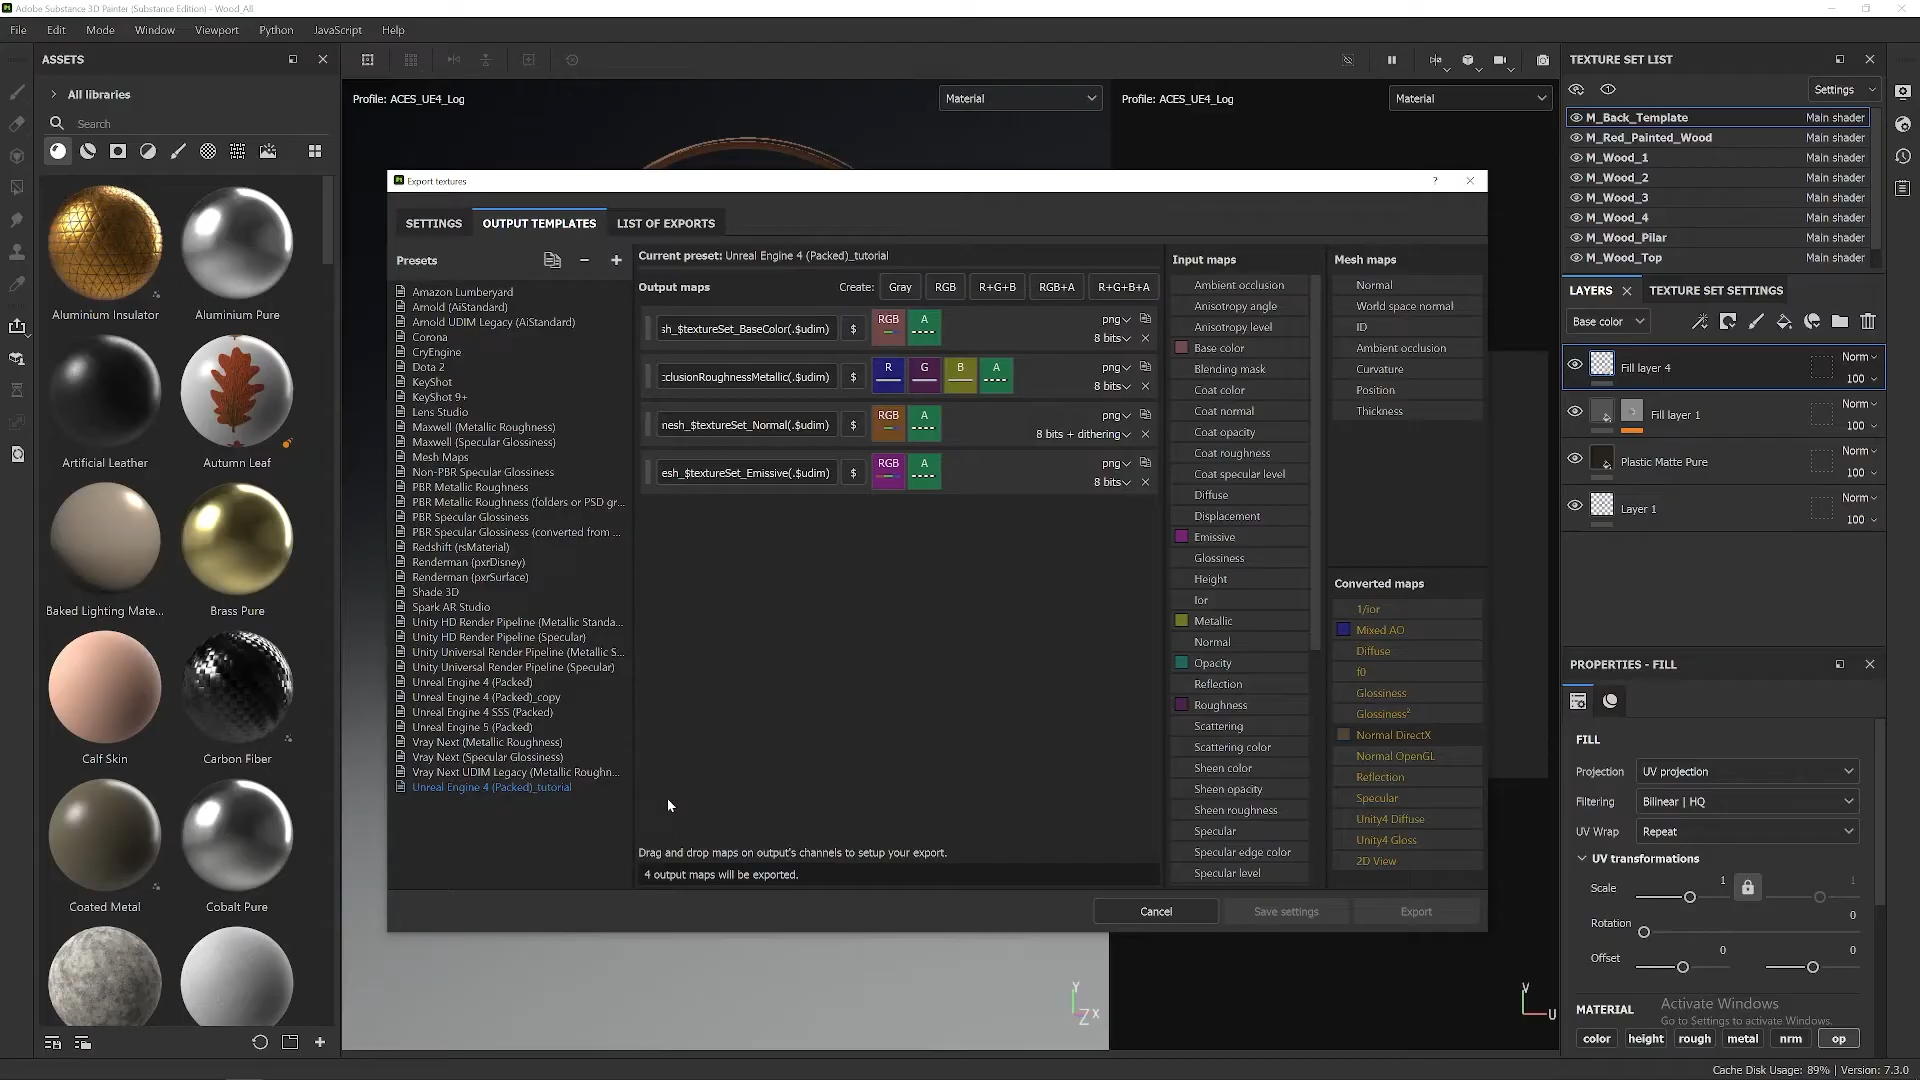 Adobe Substance 3D Painter (Substance Edition) - Wood_All
File Edit Mode Window Viewport Python JavaScript Help
ASSETS
All libraries
Search
Aluminium Insulator
Aluminium Pure
Artificial Leather
Autumn Leaf
Baked Lighting Mate...
Brass Pure
Calf Skin
Carbon Fiber
Coated Metal
Cobalt Pure
Profile: ACES_UE4_Log
Material
Profile: ACES_UE4_Log
Material
Export textures
?
SETTINGS
OUTPUT TEMPLATES
LIST OF EXPORTS
Presets
Amazon Lumberyard
Arnold (AiStandard)
Arnold UDIM Legacy (AiStandard)
Corona
CryEngine
Dota 2
KeyShot
KeyShot 9+
Lens Studio
Maxwell (Metallic Roughness)
Maxwell (Specular Glossiness)
Mesh Maps
Non-PBR Specular Glossiness
PBR Metallic Roughness
PBR Metallic Roughness (folders or PSD gr...
PBR Specular Glossiness
PBR Specular Glossiness (converted from ...
Redshift (rsMaterial)
Renderman (pxrDisney)
Renderman (pxrSurface)
Shade 3D
Spark AR Studio
Unity HD Render Pipeline (Metallic Standa...
Unity HD Render Pipeline (Specular)
Unity Universal Render Pipeline (Metallic S...
Unity Universal Render Pipeline (Specular)
Unreal Engine 4 (Packed)
Unreal Engine 4 (Packed)_copy
Unreal Engine 4 SSS (Packed)
Unreal Engine 5 (Packed)
Vray Next (Metallic Roughness)
Vray Next (Specular Glossiness)
Vray Next UDIM Legacy (Metallic Roughn...
Unreal Engine 4 (Packed)_tutorial
Current preset: Unreal Engine 4 (Packed)_tutorial
Output maps
Create: Gray RGB R+G+B RGB+A R+G+B+A
sh_$textureSet_BaseColor(.$udim) $ RGB A png
8 bits
:clusionRoughnessMetallic(.$udim) $ R G B A png
8 bits
nesh_$textureSet_Normal(.$udim) $ RGB A png
8 bits + dithering
esh_$textureSet_Emissive(.$udim) $ RGB A png
8 bits
Drag and drop maps on output's channels to setup your export.
4 output maps will be exported.
Input maps
Ambient occlusion
Anisotropy angle
Anisotropy level
Base color
Blending mask
Coat color
Coat normal
Coat opacity
Coat roughness
Coat specular level
Diffuse
Displacement
Emissive
Glossiness
Height
Ior
Metallic
Normal
Opacity
Reflection
Roughness
Scattering
Scattering color
Sheen color
Sheen opacity
Sheen roughness
Specular
Specular edge color
Specular level
Mesh maps
Normal
World space normal
ID
Ambient occlusion
Curvature
Position
Thickness
Converted maps
1/ior
Mixed AO
Diffuse
f0
Glossiness
Glossiness²
Normal DirectX
Normal OpenGL
Reflection
Specular
Unity4 Diffuse
Unity4 Gloss
2D View
Cancel
Save settings
Export
Y
Z X
V
U
TEXTURE SET LIST
Settings
M_Back_Template Main shader
M_Red_Painted_Wood Main shader
M_Wood_1 Main shader
M_Wood_2 Main shader
M_Wood_3 Main shader
M_Wood_4 Main shader
M_Wood_Pilar Main shader
M_Wood_Top Main shader
LAYERS
TEXTURE SET SETTINGS
Base color
Fill layer 4 Norm
100
Fill layer 1 Norm
100
Plastic Matte Pure Norm
100
Layer 1 Norm
100
PROPERTIES - FILL
FILL
Projection UV projection
Filtering Bilinear | HQ
UV Wrap Repeat
UV transformations
Scale 1 1
Rotation 0
Offset 0 0
MATERIAL
Activate Windows
Go to Settings to activate Windows.
color height rough metal nrm op
Cache Disk Usage: 89% | Version: 7.3.0